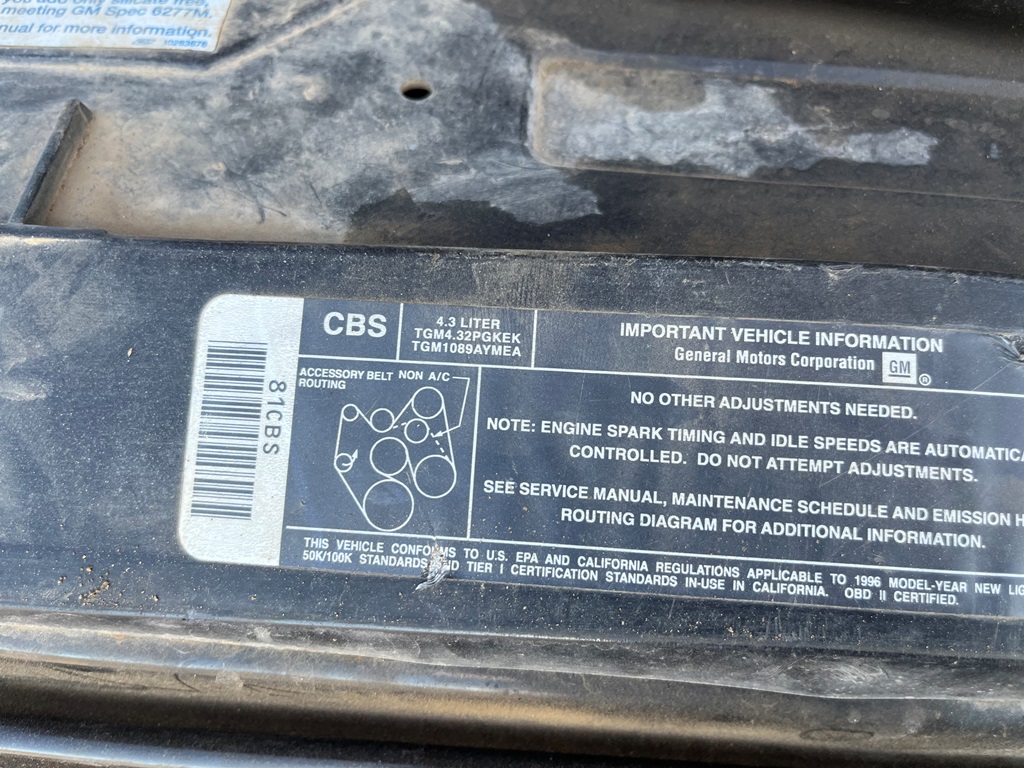 meeting GM Spec 6277M.
nual for more information.
CBS
4.3 LITER
TGM4.32PGKEK
TGM1089AYMEA
IMPORTANT VEHICLE INFORMATION
General Motors Corporation GM ®
81CBS
ACCESSORY BELT NON A/C
ROUTING
NO OTHER ADJUSTMENTS NEEDED.
NOTE: ENGINE SPARK TIMING AND IDLE SPEEDS ARE AUTOMATICA
CONTROLLED. DO NOT ATTEMPT ADJUSTMENTS.
SEE SERVICE MANUAL, MAINTENANCE SCHEDULE AND EMISSION H
ROUTING DIAGRAM FOR ADDITIONAL INFORMATION.
THIS VEHICLE CONFORMS TO U.S. EPA AND CALIFORNIA REGULATIONS APPLICABLE TO 1996 MODEL-YEAR NEW LIG
50K/100K STANDARDS AND TIER I CERTIFICATION STANDARDS IN-USE IN CALIFORNIA. OBD II CERTIFIED.